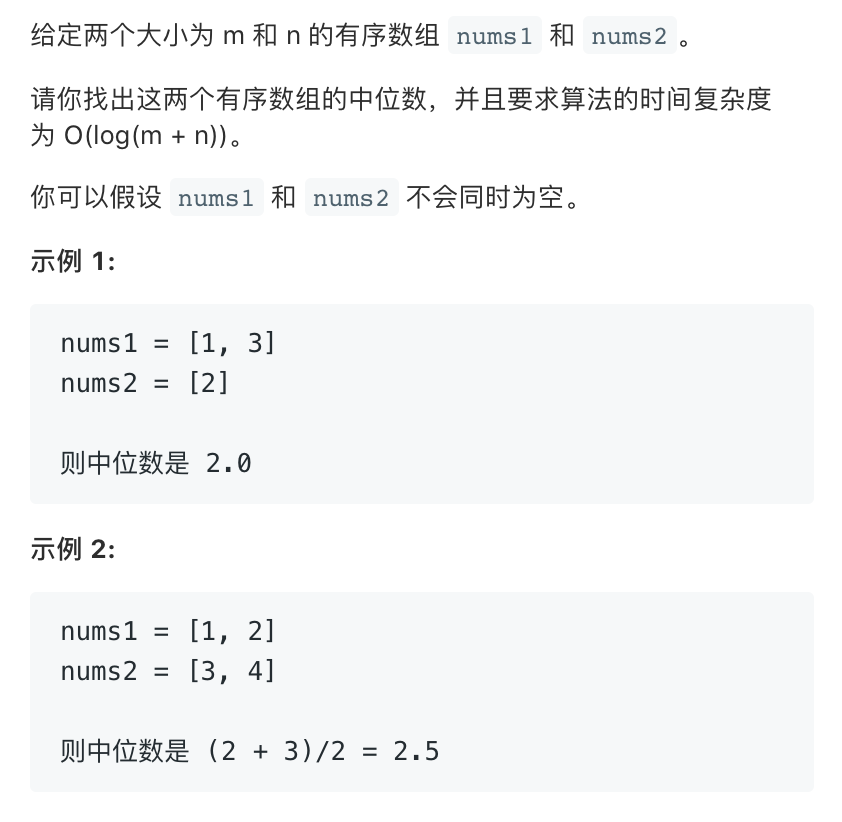 给定两个大小为 m 和 n 的有序数组 nums1 和 nums2 。
请你找出这两个有序数组的中位数，并且要求算法的时间复杂度
为 O(log(m + n))。
你可以假设 nums1 和 nums2 不会同时为空。
示例 1:
nums1 = [1, 3]
nums2 = [2]
则中位数是 2.0
示例 2:
nums1 = [1, 2]
nums2 = [3, 4]
则中位数是 (2 + 3)/2 = 2.5